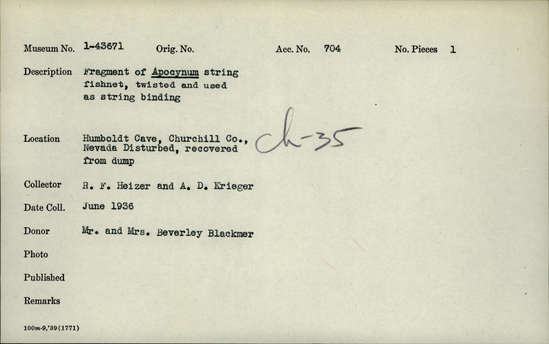 Museum No. 1-43671 Orig. No. Acc. No. 704 No. Pieces 1
Description Fragment of Apocynum string
fishnet, twisted and used
as string binding
Location Humboldt Cave, Churchill Co.,
Nevada Disturbed, recovered
from dump
Ch-35
Collector R. F. Heizer and A. D. Krieger
Date Coll. June 1936
Donor Mr. and Mrs. Beverley Blackmer
Photo
Published
Remarks
100m-9,'39(1771)